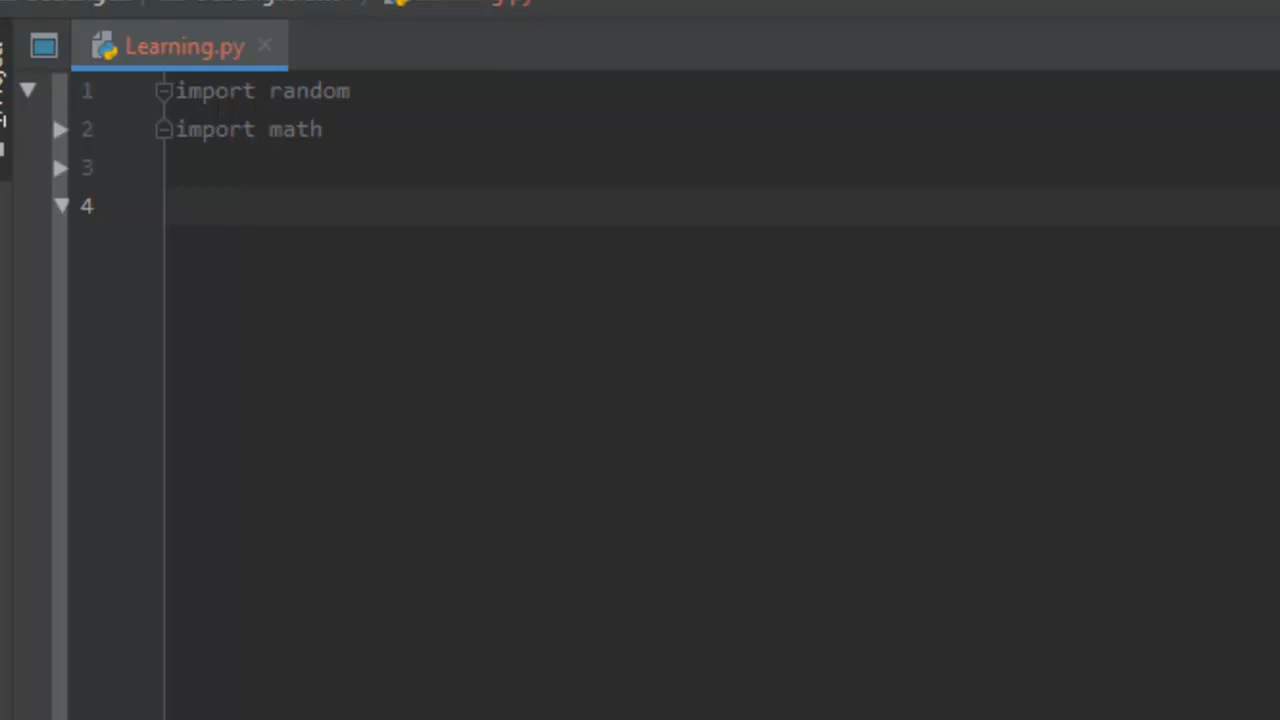 Learning.py
1 import random
2 import math
3
4